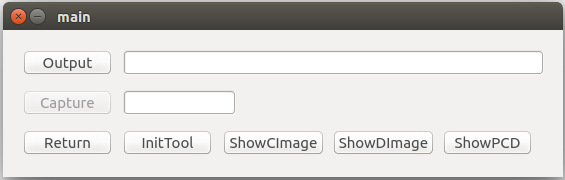 main
Output
Capture
Return InitTool ShowCImage ShowDImage ShowPCD